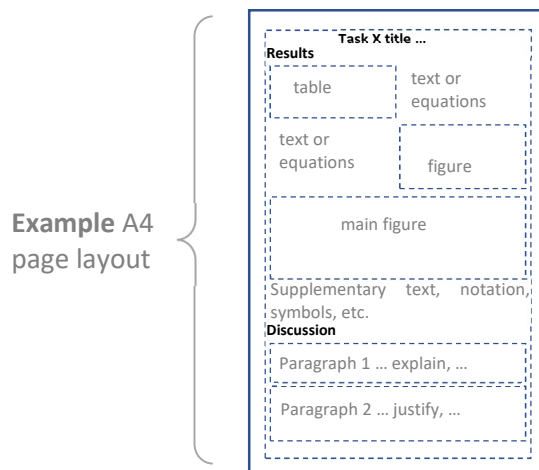 Task X title ...
Results
table
text or
equations
text or
equations
figure
Example A4
page layout
main figure
Supplementary text, notation,
symbols, etc.
Discussion
Paragraph 1 ... explain, ...
Paragraph 2 ... justify, ...